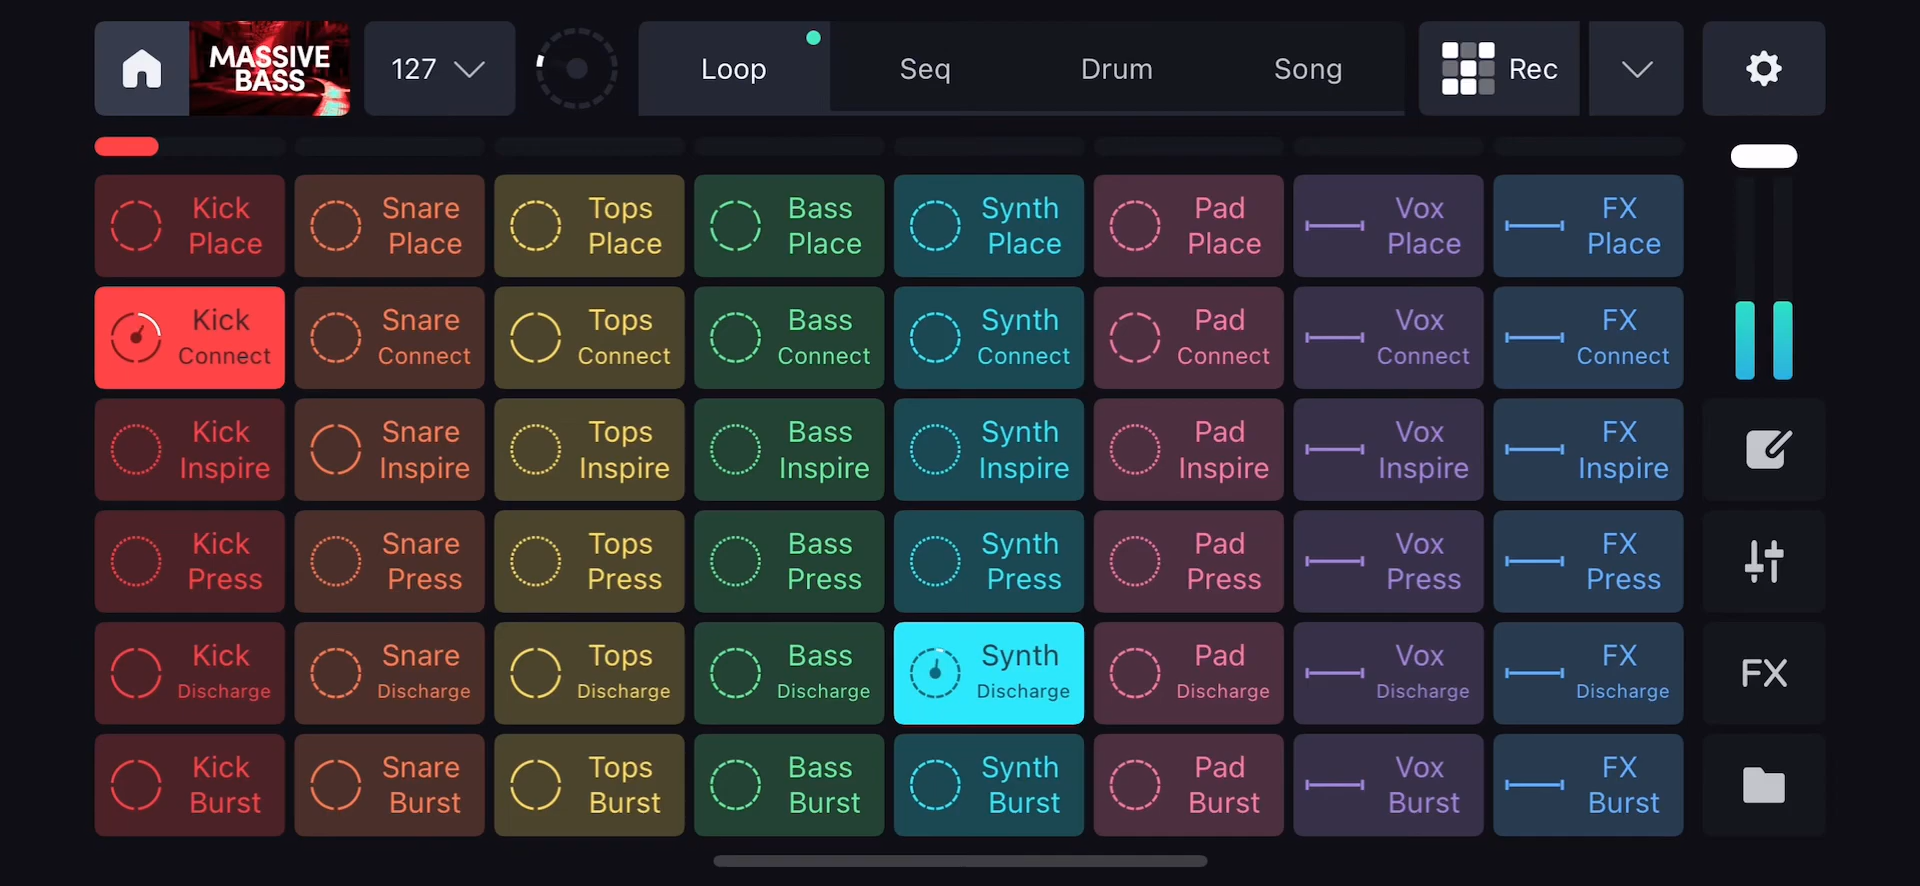 MASSIVE
BASS
127
Loop
Seq
Drum
Song
Rec
Kick
Place
Snare
Place
Tops
Place
Bass
Place
Synth
Place
Pad
Place
Vox
Place
FX
Place
Kick
Connect
Snare
Connect
Tops
Connect
Bass
Connect
Synth
Connect
Pad
Connect
Vox
Connect
FX
Connect
Kick
Inspire
Snare
Inspire
Tops
Inspire
Bass
Inspire
Synth
Inspire
Pad
Inspire
Vox
Inspire
FX
Inspire
Kick
Press
Snare
Press
Tops
Press
Bass
Press
Synth
Press
Pad
Press
Vox
Press
FX
Press
Kick
Discharge
Snare
Discharge
Tops
Discharge
Bass
Discharge
Synth
Discharge
Pad
Discharge
Vox
Discharge
FX
Discharge
FX
Kick
Burst
Snare
Burst
Tops
Burst
Bass
Burst
Synth
Burst
Pad
Burst
Vox
Burst
FX
Burst